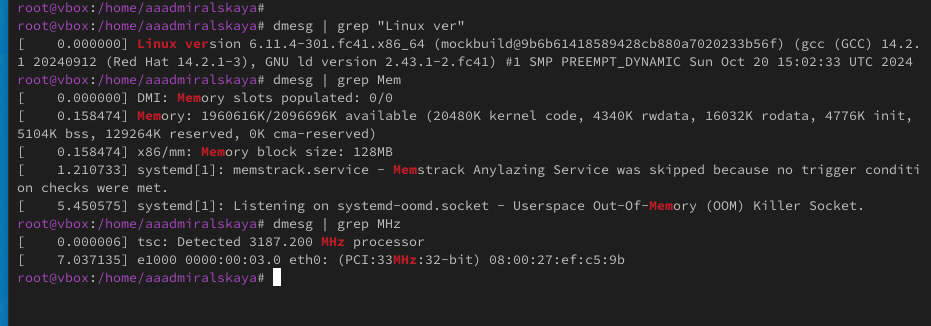 root@vbox:/home/aaadmiralskaya#
root@vbox:/home/aaadmiralskaya# dmesg | grep "Linux ver"
[    0.000000] Linux version 6.11.4-301.fc41.x86_64 (mockbuild@9b6b61418589428cb880a7020233b56f) (gcc (GCC) 14.2.
1 20240912 (Red Hat 14.2.1-3), GNU ld version 2.43.1-2.fc41) #1 SMP PREEMPT_DYNAMIC Sun Oct 20 15:02:33 UTC 2024
root@vbox:/home/aaadmiralskaya# dmesg | grep Mem
[    0.000000] DMI: Memory slots populated: 0/0
[    0.158474] Memory: 1960616K/2096696K available (20480K kernel code, 4340K rwdata, 16032K rodata, 4776K init,
5104K bss, 129264K reserved, 0K cma-reserved)
[    0.158474] x86/mm: Memory block size: 128MB
[    1.210733] systemd[1]: memstrack.service - Memstrack Anylazing Service was skipped because no trigger conditi
on checks were met.
[    5.450575] systemd[1]: Listening on systemd-oomd.socket - Userspace Out-Of-Memory (OOM) Killer Socket.
root@vbox:/home/aaadmiralskaya# dmesg | grep MHz
[    0.000006] tsc: Detected 3187.200 MHz processor
[    7.037135] e1000 0000:00:03.0 eth0: (PCI:33MHz:32-bit) 08:00:27:ef:c5:9b
root@vbox:/home/aaadmiralskaya#